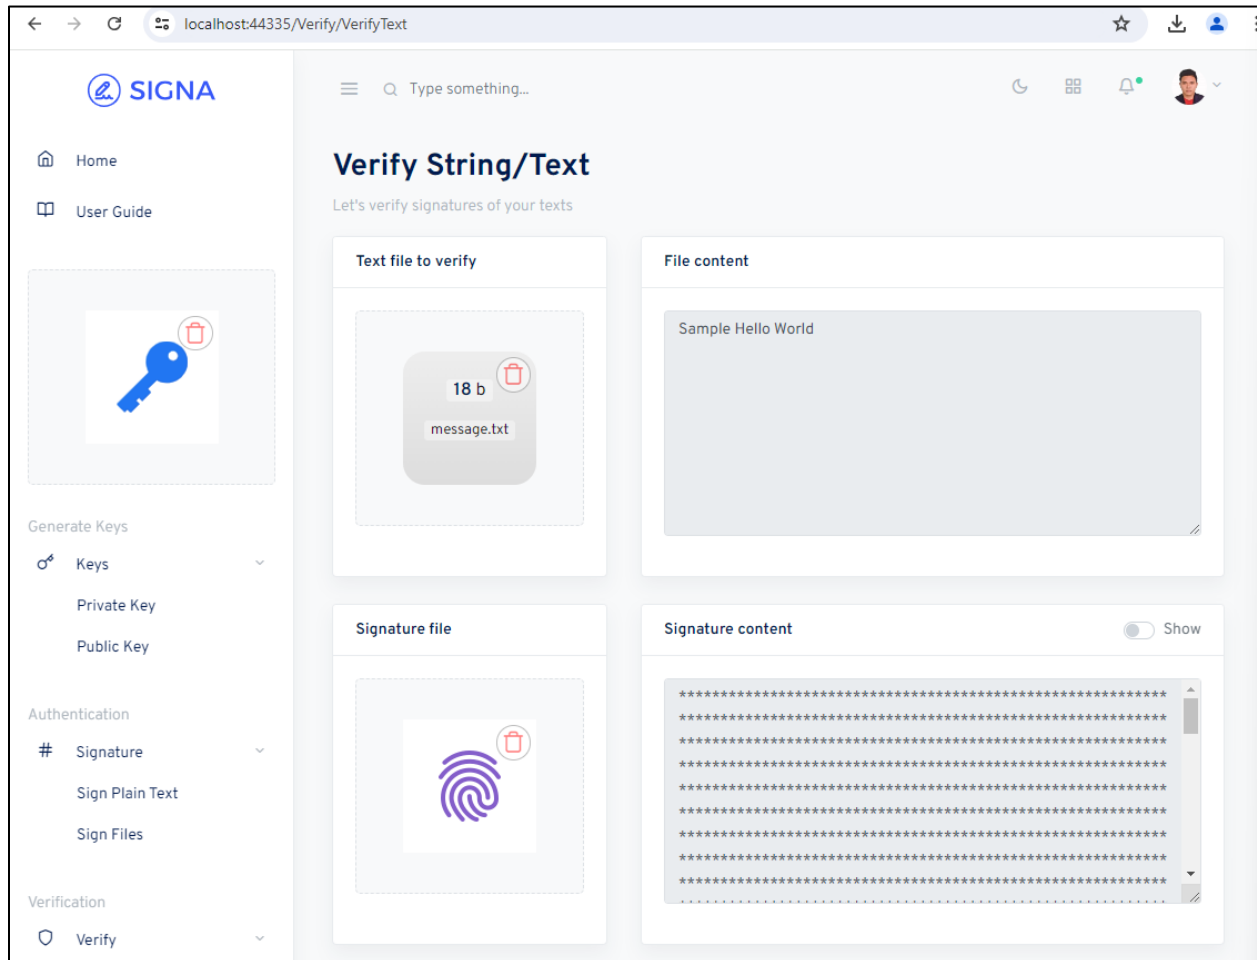 localhost:44335/Verify/VerifyText
SIGNA
Type something...
Home
User Guide
Verify String/Text
Let's verify signatures of your texts
Text file to verify
File content
18 b
message.txt
Sample Hello World
Generate Keys
Keys
Private Key
Public Key
Signature file
Signature content
Show
***********************************************************
***********************************************************
***********************************************************
***********************************************************
***********************************************************
***********************************************************
***********************************************************
***********************************************************
***********************************************************
Authentication
# Signature
Sign Plain Text
Sign Files
Verification
Verify